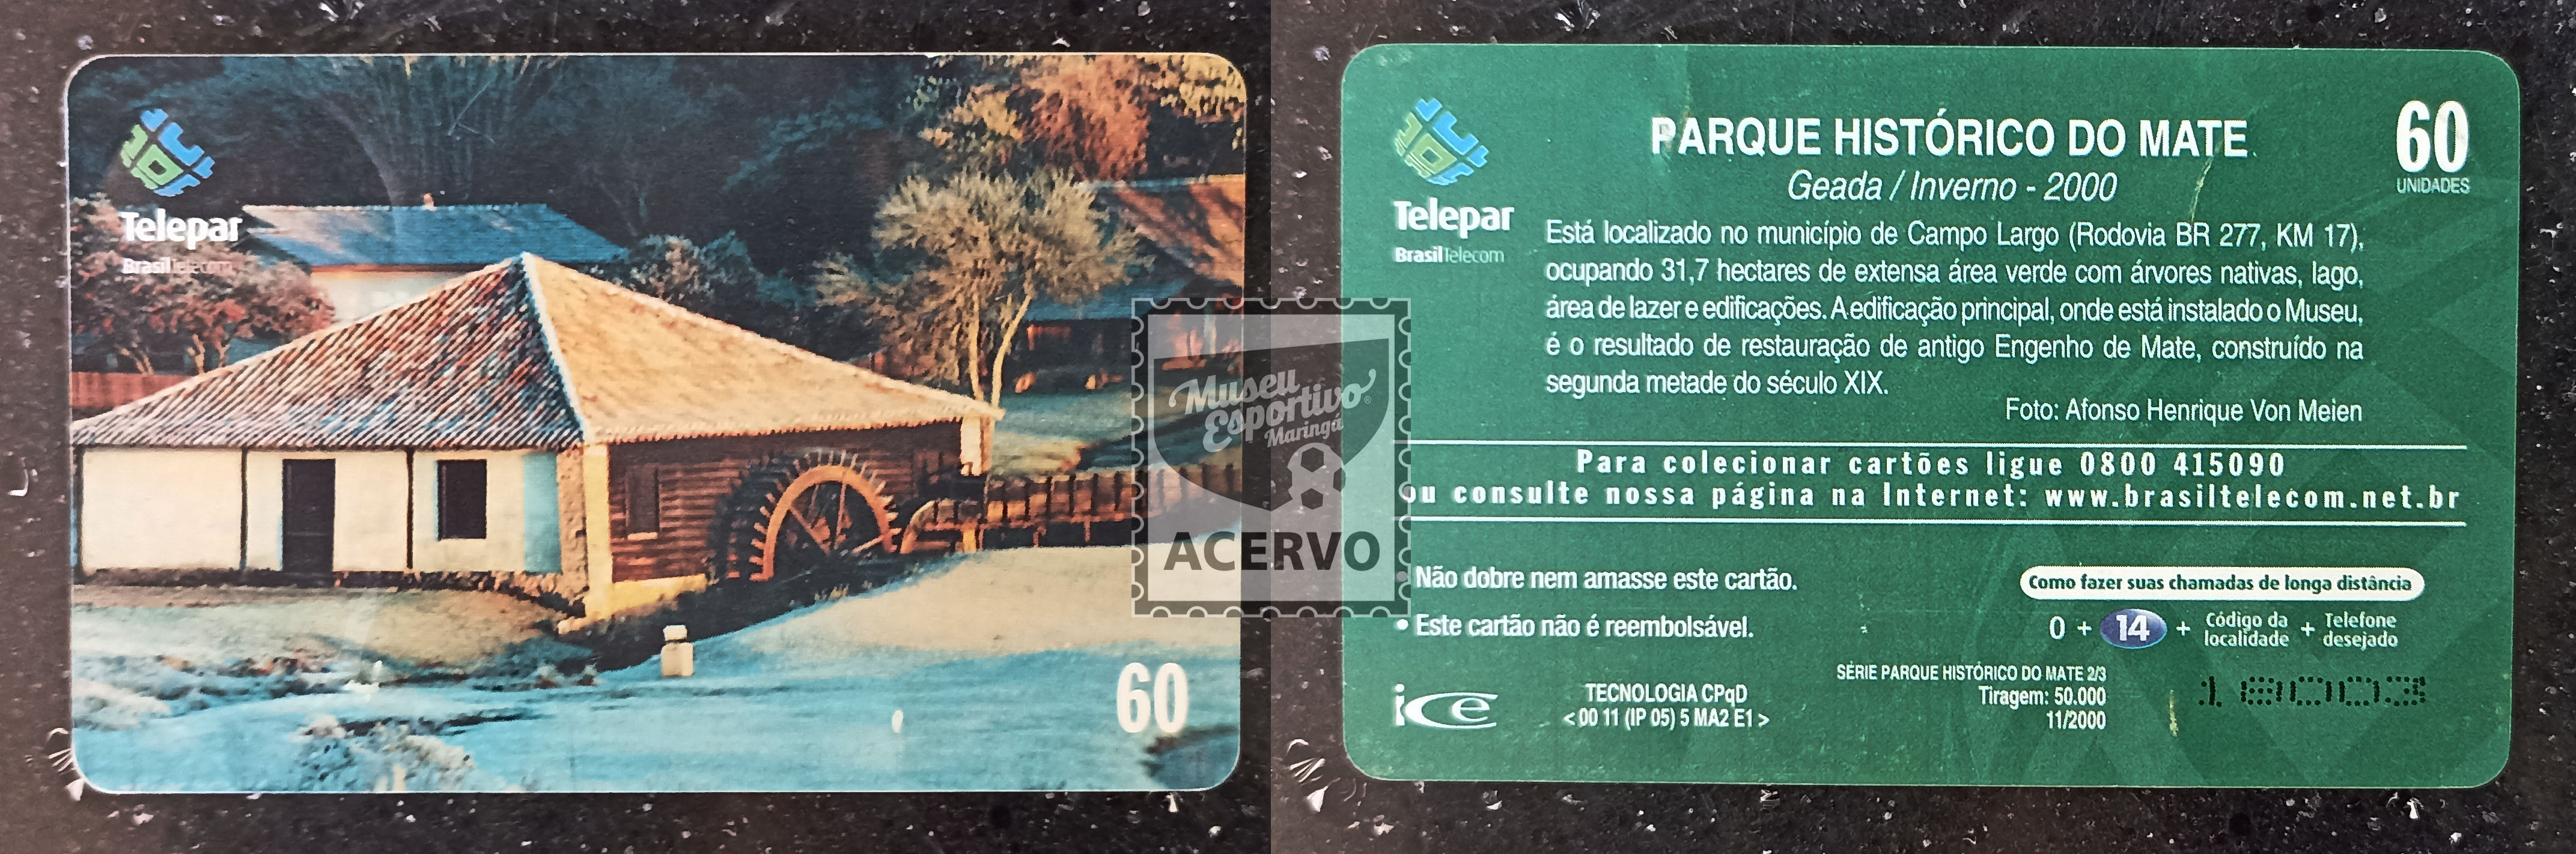 Telepar
BrasilTelecom
60
Museu
Esportivo
Maringá
ACERVO
Telepar
BrasilTelecom
PARQUE HISTÓRICO DO MATE
Geada / Inverno - 2000
60
UNIDADES
Está localizado no município de Campo Largo (Rodovia BR 277, KM 17),
ocupando 31,7 hectares de extensa área verde com árvores nativas, lago,
área de lazer e edificações. A edificação principal, onde está instalado o Museu,
é o resultado de restauração de antigo Engenho de Mate, construído na
segunda metade do século XIX.
Foto: Afonso Henrique Von Meien
Para colecionar cartões ligue 0800 415090
ou consulte nossa página na Internet: www.brasiltelecom.net.br
• Não dobre nem amasse este cartão.
• Este cartão não é reembolsável.
Como fazer suas chamadas de longa distância
0 + 14 + Código da localidade + Telefone desejado
ice
TECNOLOGIA CPqD
< 00 11 (IP 05) 5 MA2 E1 >
SÉRIE PARQUE HISTÓRICO DO MATE 2/3
Tiragem: 50.000
11/2000
18003